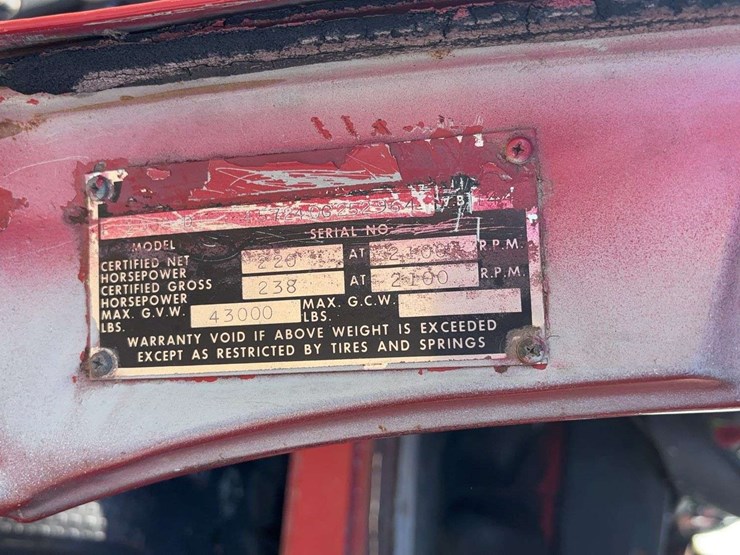 MODEL SERIAL NO.
CERTIFIED NET HORSEPOWER 220 AT 2100 R.P.M.
CERTIFIED GROSS HORSEPOWER 238 AT 2100 R.P.M.
MAX. G.V.W. LBS. 43000 MAX. G.C.W. LBS.
WARRANTY VOID IF ABOVE WEIGHT IS EXCEEDED
EXCEPT AS RESTRICTED BY TIRES AND SPRINGS